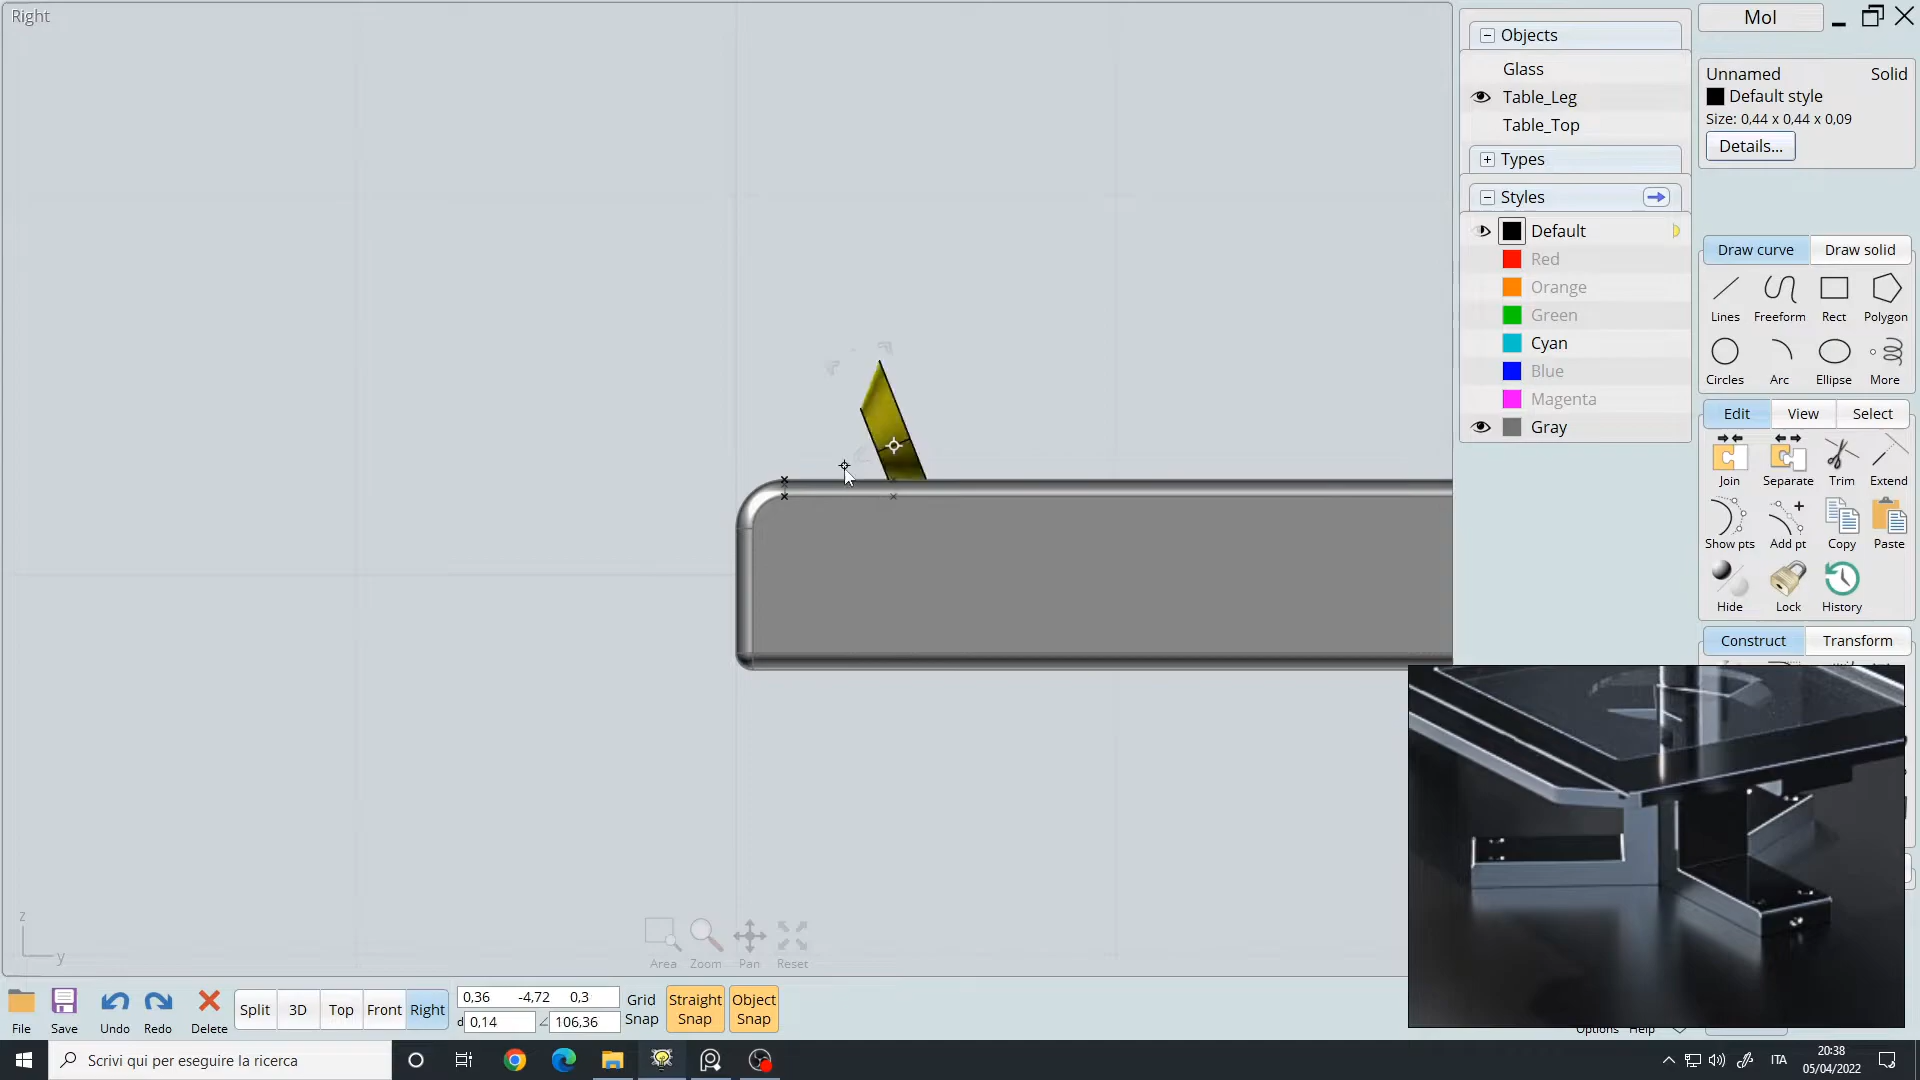 Right
Objects
Glass
Table_Leg
Table_Top
Types
Styles
Default
Red
Orange
Green
Cyan
Blue
Magenta
Gray
MoI
Unnamed Solid
Default style
Size: 0,44 x 0,44 x 0,09
Details...
Draw curve Draw solid
Lines Freeform Rect Polygon
Circles Arc Ellipse More
Edit View Select
Join Separate Trim Extend
Show pts Add pt Copy Paste
Hide Lock History
Construct Transform
z
y
Area Zoom Pan Reset
File Save Undo Redo Delete
Split 3D Top Front Right
0,36 -4,72 0,3
d 0,14 ∠ 106,36
Grid Snap
Straight Snap
Object Snap
Options Help
Scrivi qui per eseguire la ricerca
ITA
20:38
05/04/2022